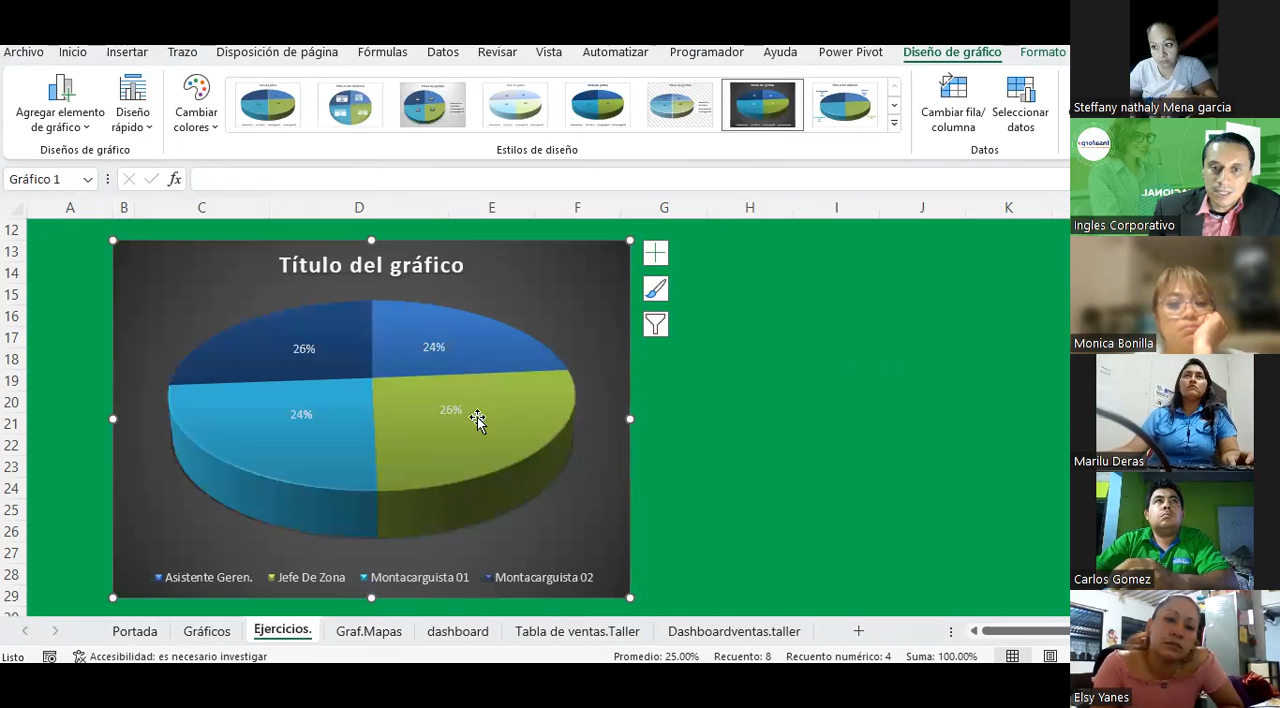 Archivo Inicio Insertar Trazo Disposición de página Fórmulas Datos Revisar Vista Automatizar Programador Ayuda Power Pivot Diseño de gráfico Formato
Agregar elemento de gráfico
Diseño rápido
Cambiar colores
Cambiar fila/ columna
Seleccionar datos
Diseños de gráfico
Estilos de diseño
Datos
Gráfico 1
fx
A B C D E F G H I J K
12
13
14
15
16
17
18
19
20
21
22
23
24
25
26
27
28
29
Título del gráfico
26% 24%
24% 26%
Asistente Geren. Jefe De Zona Montacarguista 01 Montacarguista 02
Portada Gráficos Ejercicios. dashboard Tabla de ventas.Taller Dashboardventas.taller
Listo Accesibilidad: es necesario investigar Promedio: 25.00% Recuento: 8 Recuento numérico: 4 Suma: 100.00%
Steffany nathaly Mena garcia
Ingles Corporativo
Monica Bonilla
Marilu Deras
Carlos Gomez
Elsy Yanes